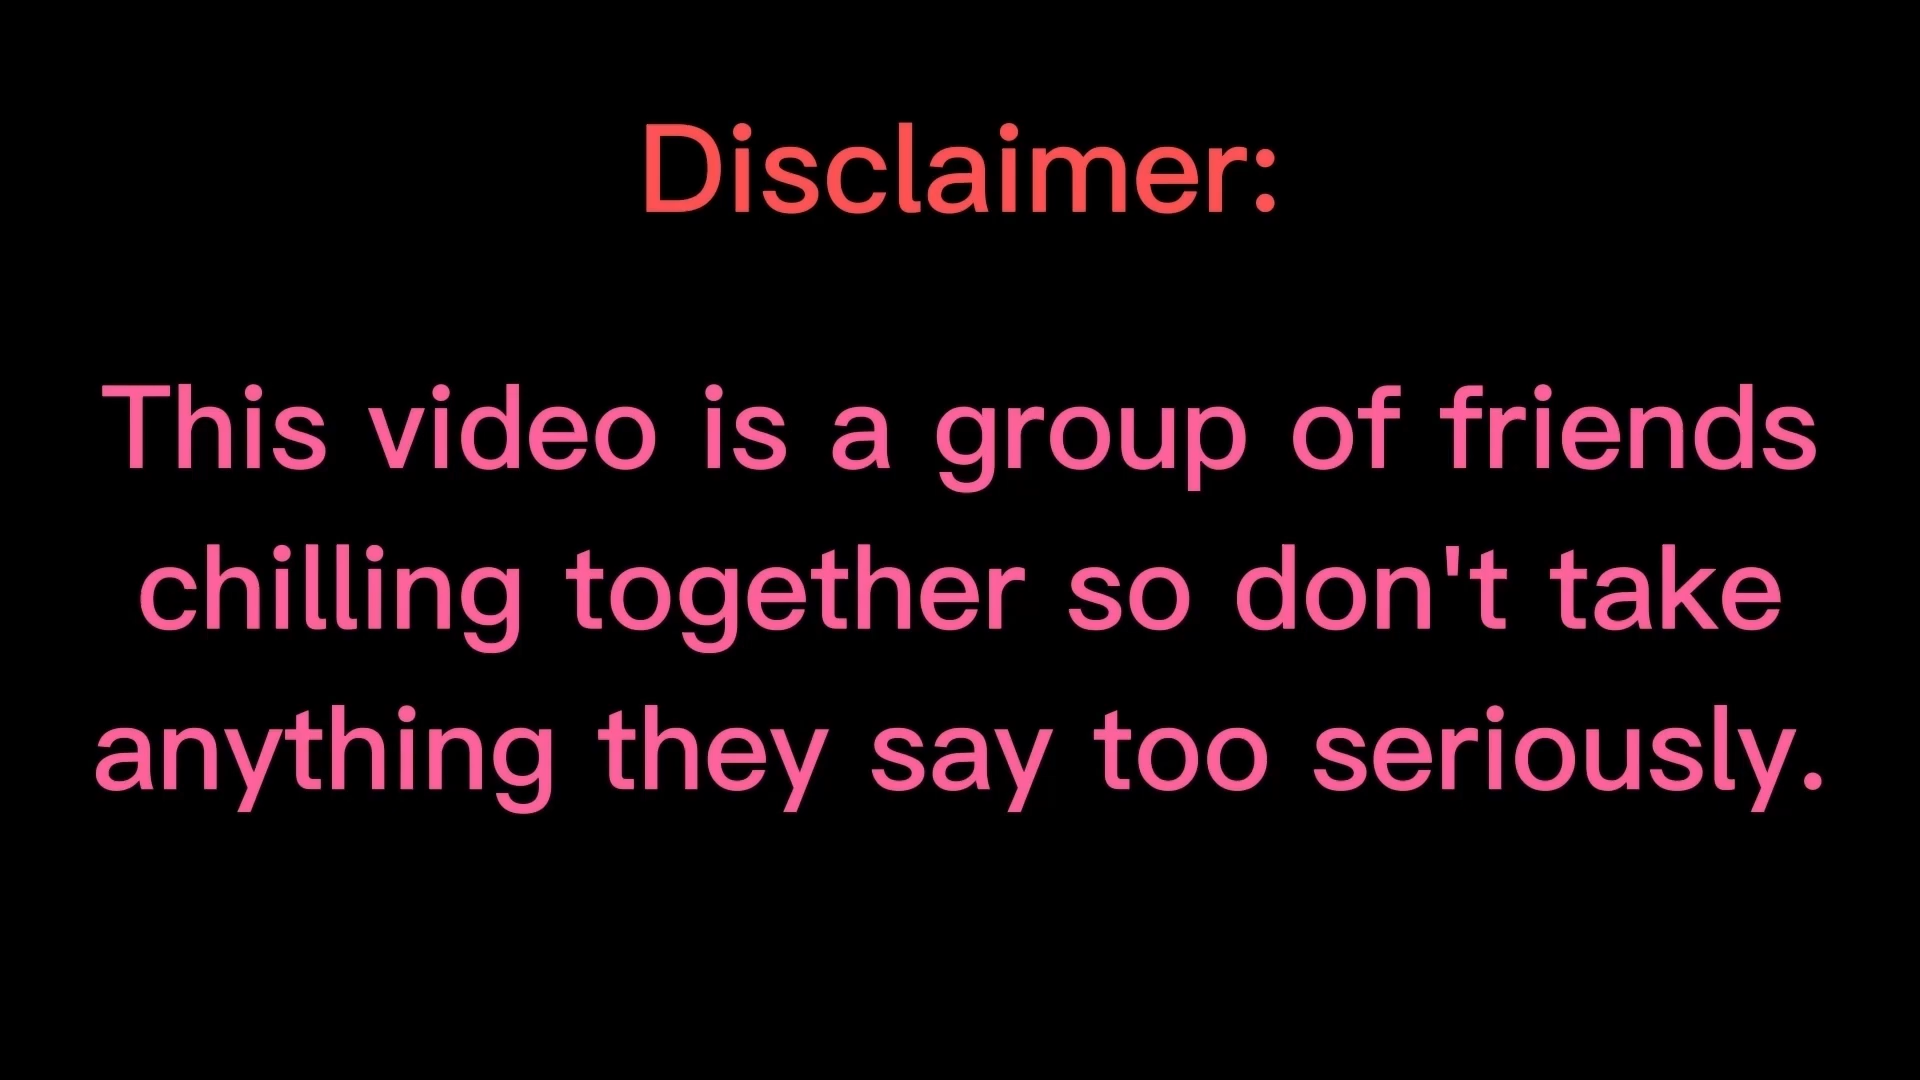 Disclaimer:
This video is a group of friends
chilling together so don't take
anything they say too seriously.